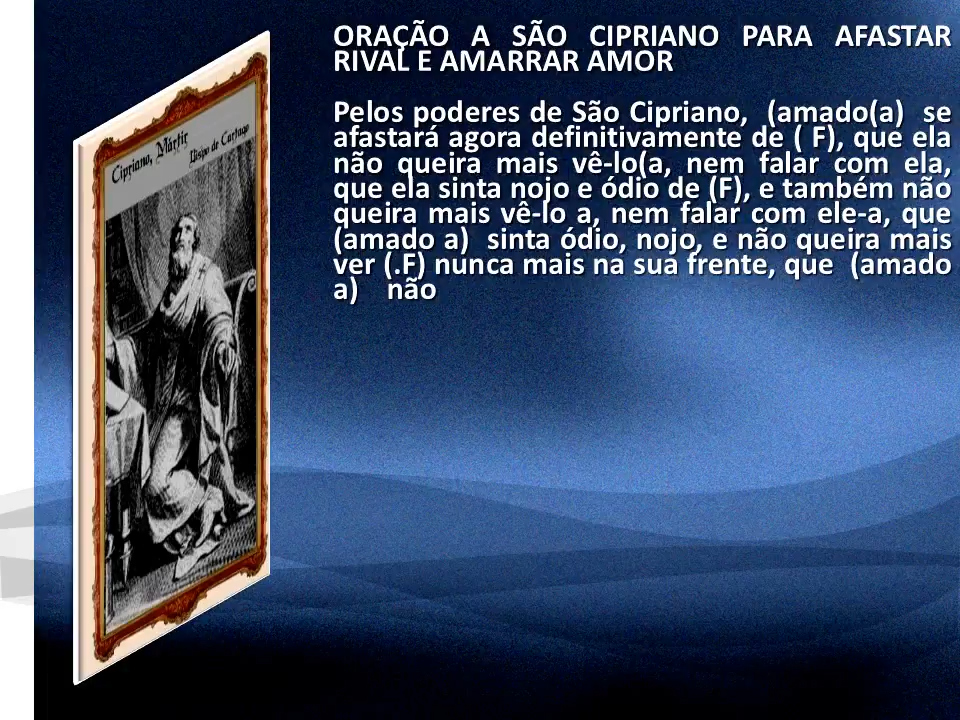 Cipriano, Mártir
Bispo de Cartago
ORAÇÃO A SÃO CIPRIANO PARA AFASTAR
RIVAL E AMARRAR AMOR
Pelos poderes de São Cipriano, (amado(a) se
afastará agora definitivamente de ( F), que ela
não queira mais vê-lo(a, nem falar com ela,
que ela sinta nojo e ódio de (F), e também não
queira mais vê-lo a, nem falar com ele-a, que
(amado a) sinta ódio, nojo, e não queira mais
ver (.F) nunca mais na sua frente, que (amado
a) não